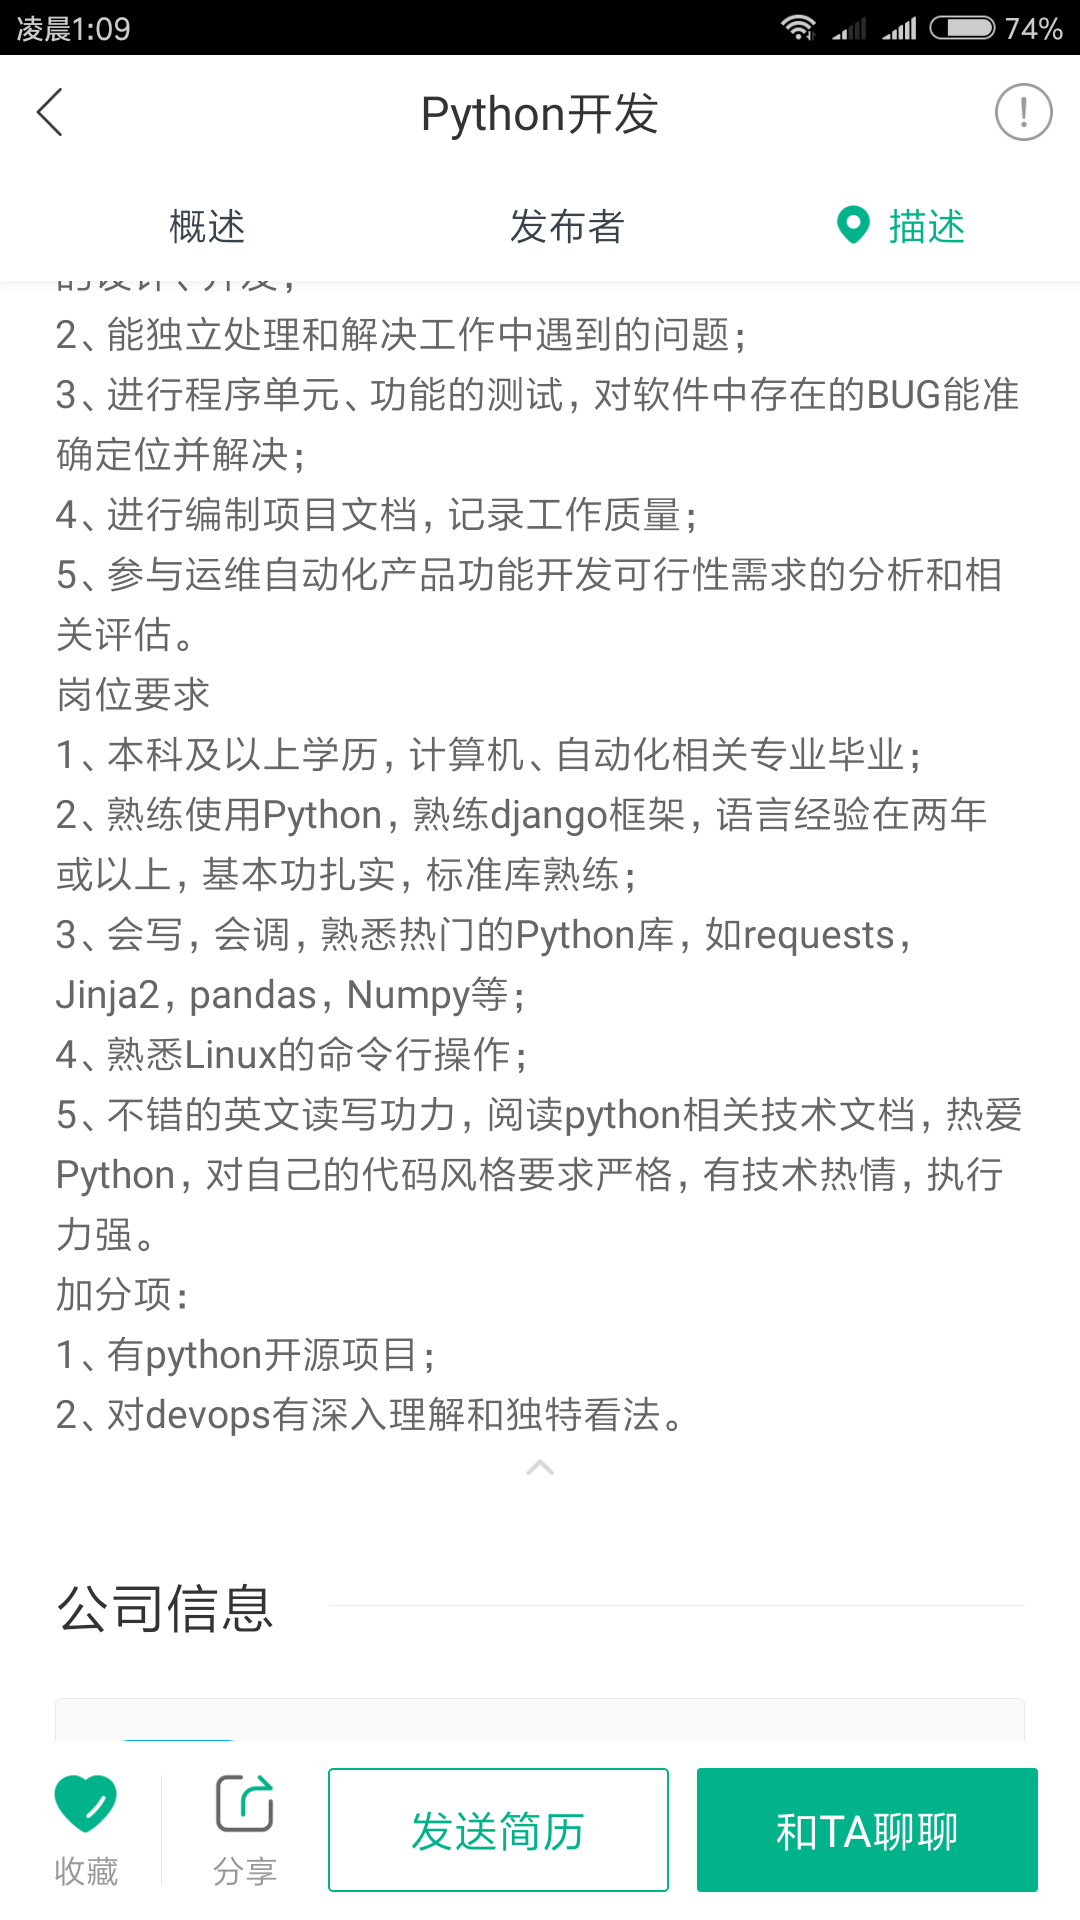 凌晨1:09
74%
Python开发
概述
发布者
描述
的设计、开发；
2、能独立处理和解决工作中遇到的问题；
3、进行程序单元、功能的测试，对软件中存在的BUG能准
确定位并解决；
4、进行编制项目文档，记录工作质量；
5、参与运维自动化产品功能开发可行性需求的分析和相
关评估。
岗位要求
1、本科及以上学历，计算机、自动化相关专业毕业；
2、熟练使用Python，熟练django框架，语言经验在两年
或以上，基本功扎实，标准库熟练；
3、会写，会调，熟悉热门的Python库，如requests，
Jinja2，pandas，Numpy等；
4、熟悉Linux的命令行操作；
5、不错的英文读写功力，阅读python相关技术文档，热爱
Python，对自己的代码风格要求严格，有技术热情，执行
力强。
加分项：
1、有python开源项目；
2、对devops有深入理解和独特看法。
公司信息
收藏
分享
发送简历
和TA聊聊